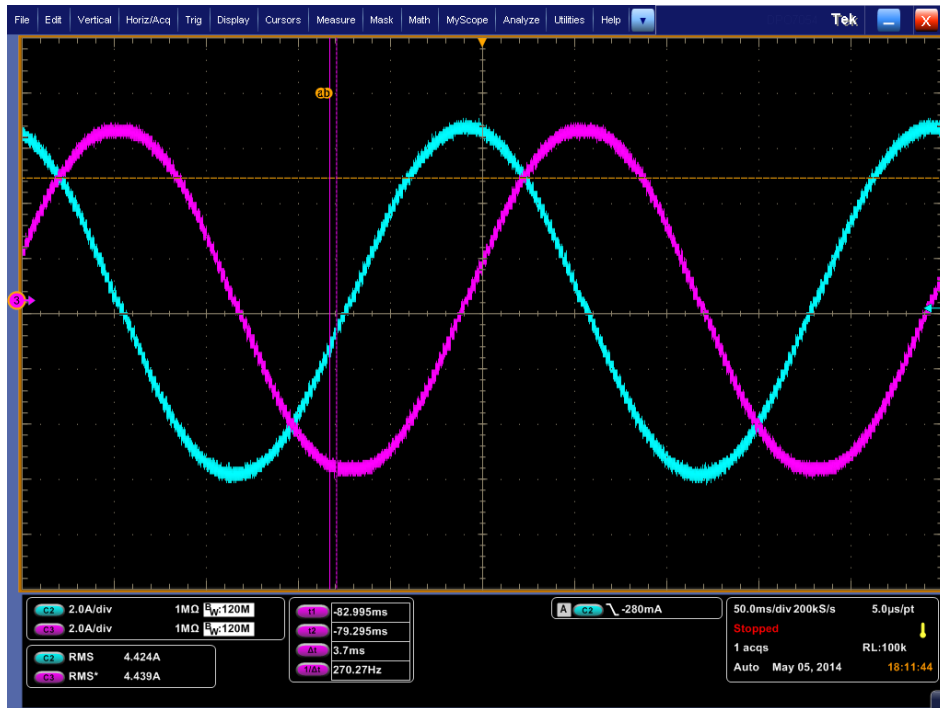 File Edit Vertical Horiz/Acq Trig Display Cursors Measure Mask Math MyScope Analyze Utilities Help Tek X
ab
3
C2 2.0A/div 1MΩ BW:120M
C3 2.0A/div 1MΩ BW:120M
C2 RMS 4.424A
C3 RMS* 4.439A
t1 -82.995ms
t2 -79.295ms
Δt 3.7ms
1/Δt 270.27Hz
A C2 -280mA
50.0ms/div 200kS/s 5.0µs/pt
Stopped
1 acqs RL:100k
Auto May 05, 2014 18:11:44